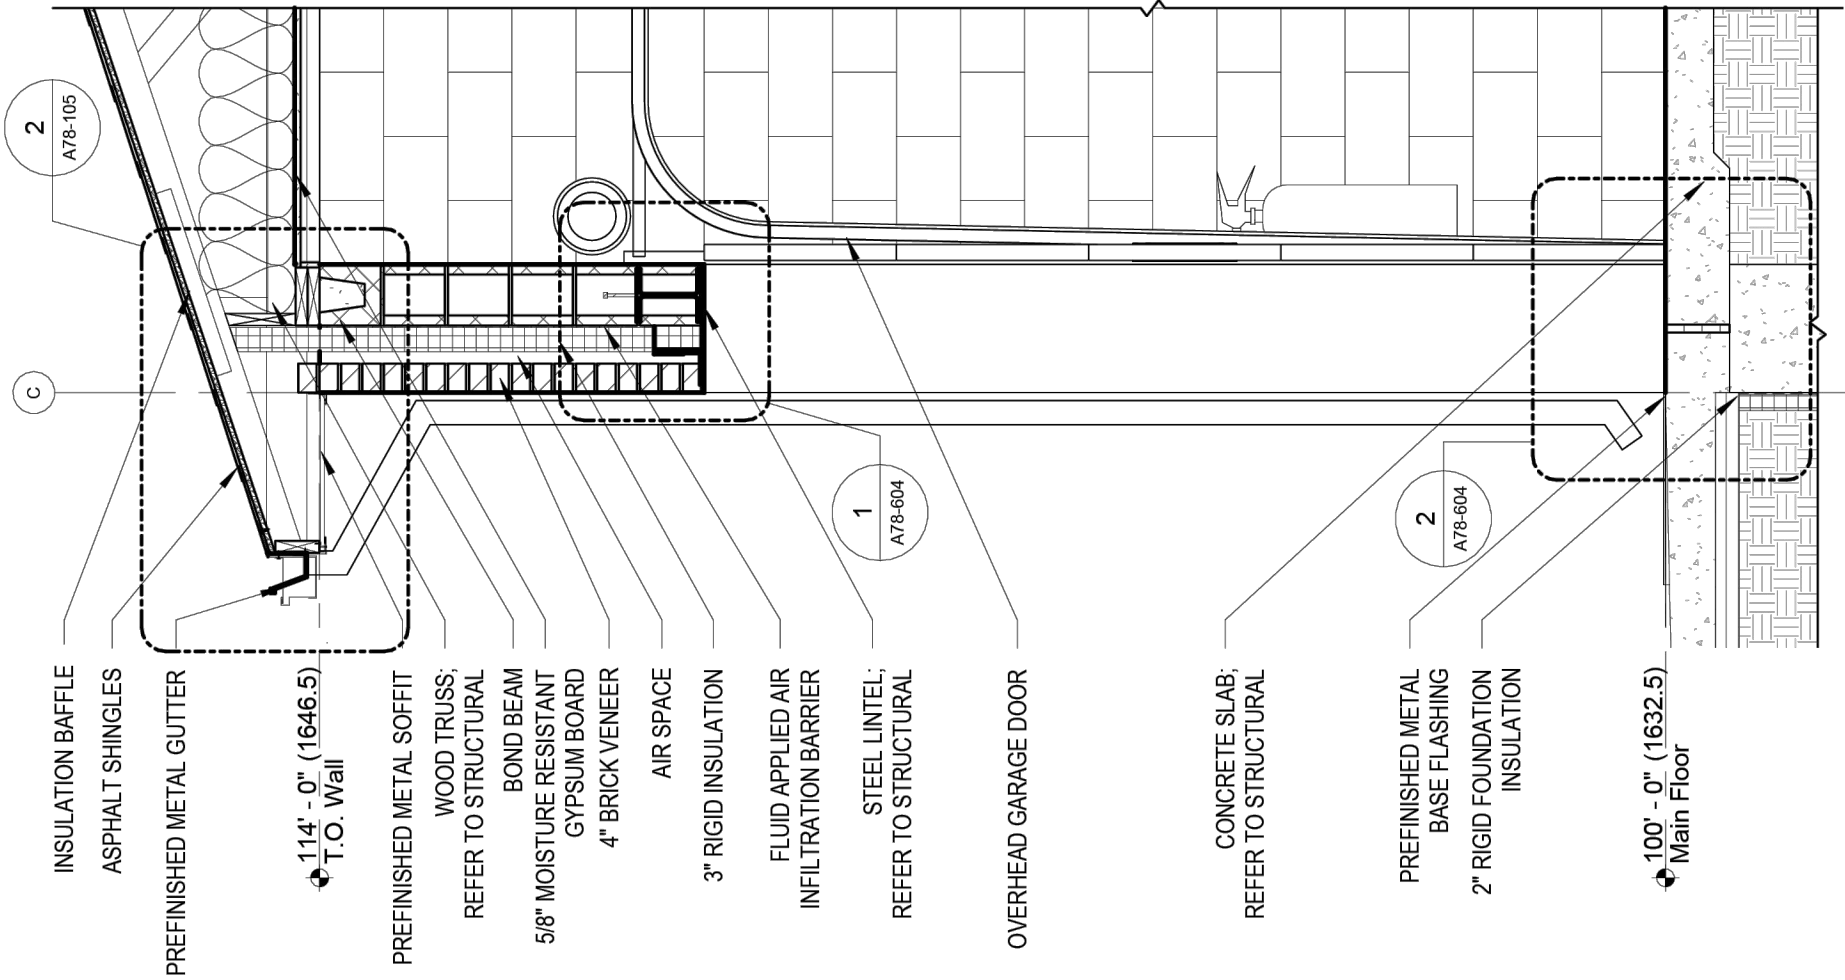 INSULATION BAFFLE
ASPHALT SHINGLES
PREFINISHED METAL GUTTER
114' - 0" (1646.5)
T.O. Wall
PREFINISHED METAL SOFFIT
WOOD TRUSS;
REFER TO STRUCTURAL
BOND BEAM
5/8" MOISTURE RESISTANT
GYPSUM BOARD
4" BRICK VENEER
AIR SPACE
3" RIGID INSULATION
FLUID APPLIED AIR
INFILTRATION BARRIER
STEEL LINTEL;
REFER TO STRUCTURAL
OVERHEAD GARAGE DOOR
CONCRETE SLAB;
REFER TO STRUCTURAL
PREFINISHED METAL
BASE FLASHING
2" RIGID FOUNDATION
INSULATION
100' - 0" (1632.5)
Main Floor
C
2
A78-105
1
A78-604
2
A78-604